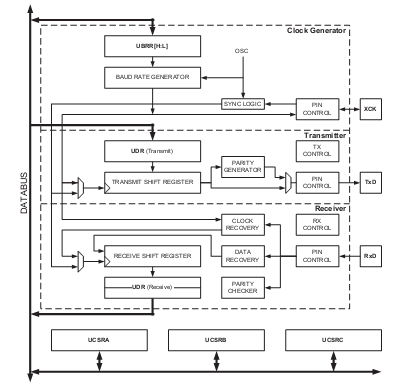 Clock Generator
UBRR[H:L]
OSC
BAUD RATE GENERATOR
SYNC LOGIC
PIN
CONTROL
XCK
Transmitter
TX
CONTROL
UDR (Transmit)
PARITY
GENERATOR
TRANSMIT SHIFT REGISTER
PIN
CONTROL
TxD
DATABUS
Receiver
CLOCK
RECOVERY
RX
CONTROL
RECEIVE SHIFT REGISTER
DATA
RECOVERY
PIN
CONTROL
RxD
UDR (Receive)
PARITY
CHECKER
UCSRA
UCSRB
UCSRC